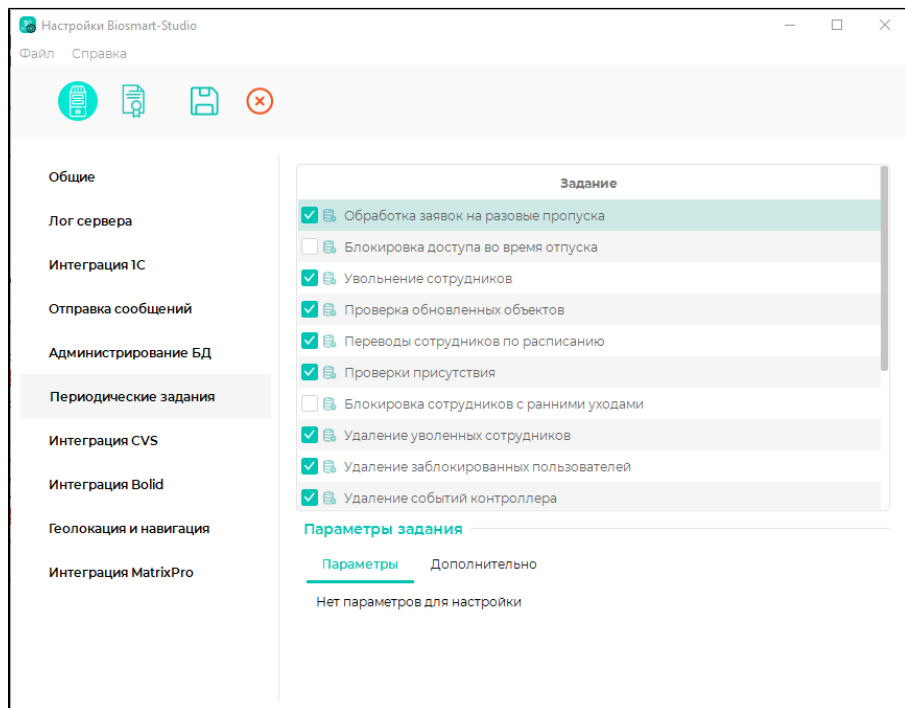 Настройки Biosmart-Studio
Файл Справка
Общие
Лог сервера
Интеграция 1С
Отправка сообщений
Администрирование БД
Периодические задания
Интеграция CVS
Интеграция Bolid
Геолокация и навигация
Интеграция MatrixPro
Задание
Обработка заявок на разовые пропуска
Блокировка доступа во время отпуска
Увольнение сотрудников
Проверка обновленных объектов
Переводы сотрудников по расписанию
Проверки присутствия
Блокировка сотрудников с ранними уходами
Удаление уволенных сотрудников
Удаление заблокированных пользователей
Удаление событий контроллера
Параметры задания
Параметры Дополнительно
Нет параметров для настройки